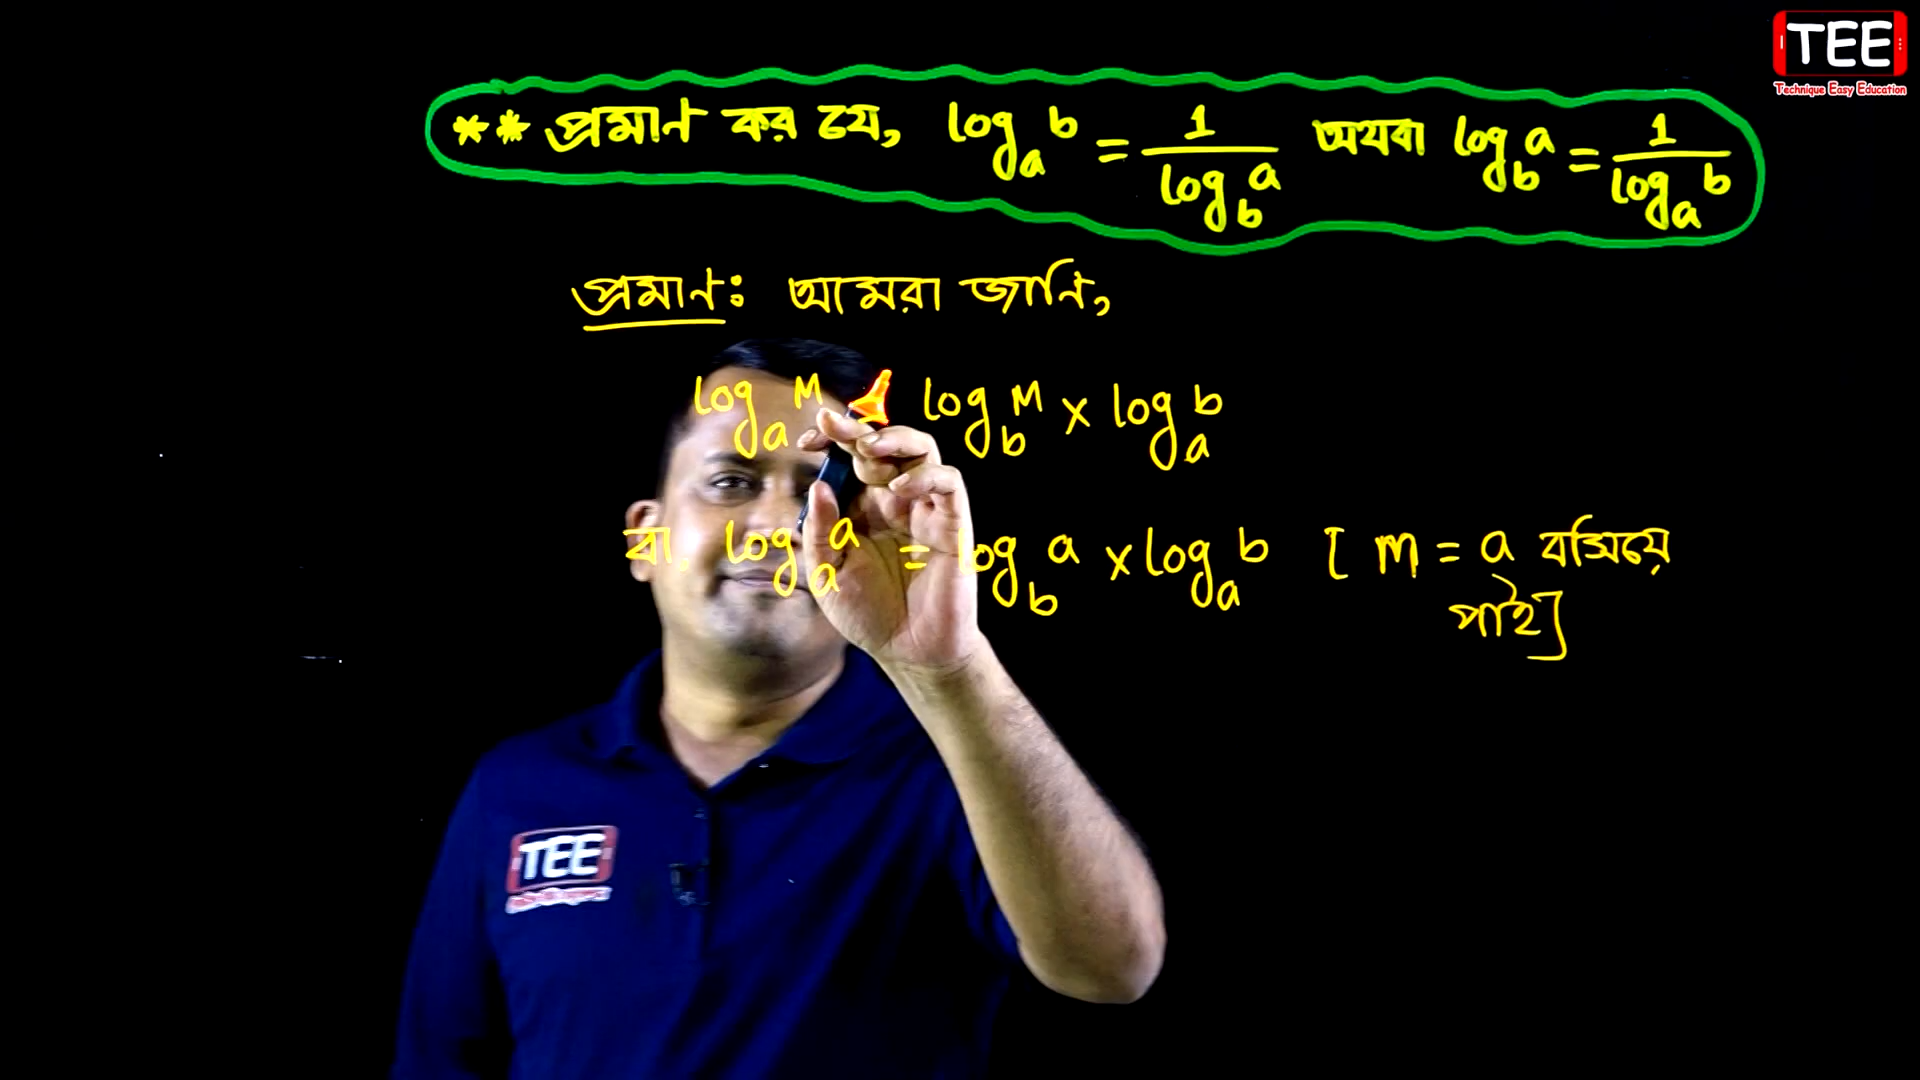 TEE
Technique Easy Education
** প্রমাণ কর যে, log_a b = 1/log_b a অথবা log_b a = 1/log_a b
প্রমাণ: আমরা জানি,
log_a M = log_b M × log_a b
বা, log_a a = log_b a × log_a b [ M = a বসিয়ে
পাই]
TEE